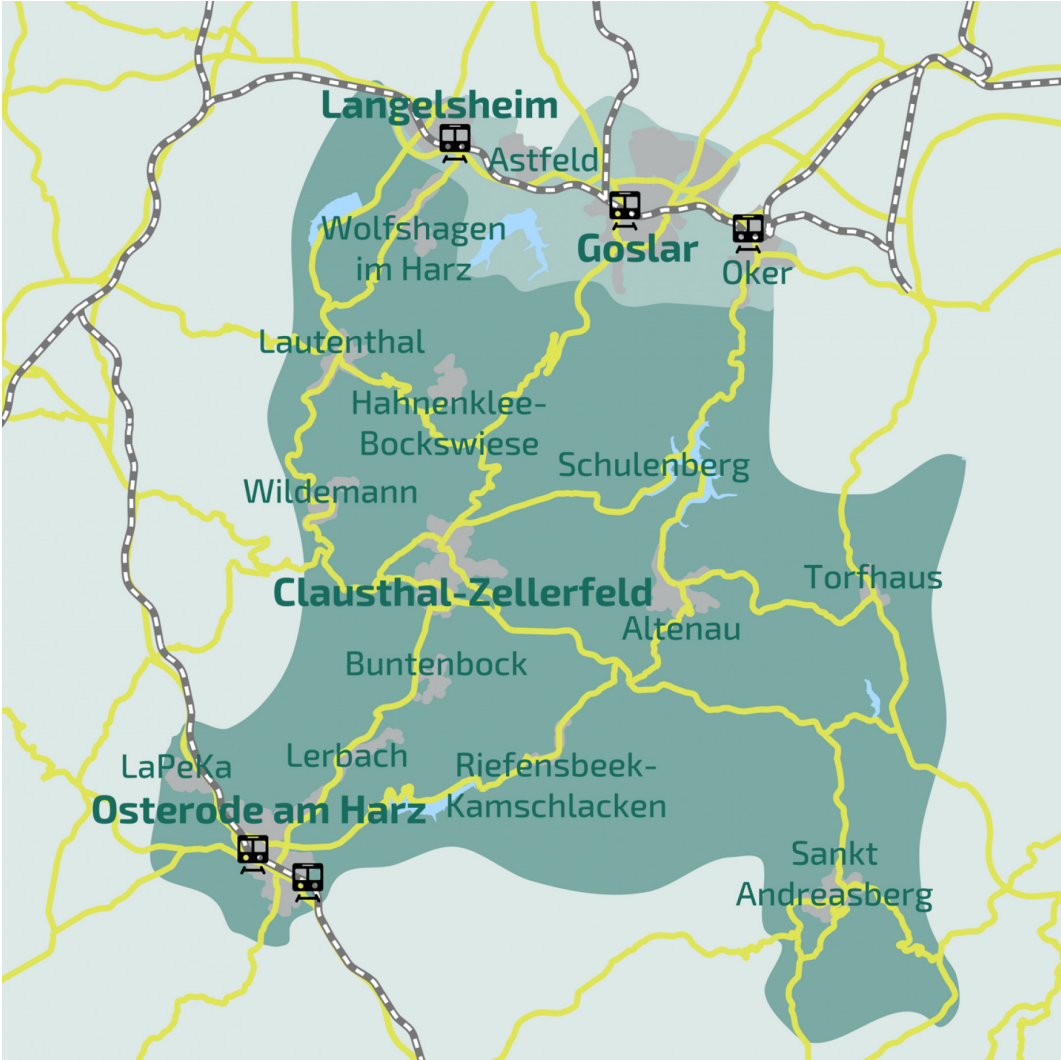 Langelsheim
Astfeld
Wolfshagen
im Harz
Goslar
Oker
Lautenthal
Hahnenklee-
Bockswiese
Schulenberg
Wildemann
Clausthal-Zellerfeld
Torfhaus
Altenau
Buntenbock
Lerbach
LaPeKa
Riefensbeek-
Kamschlacken
Osterode am Harz
Sankt
Andreasberg